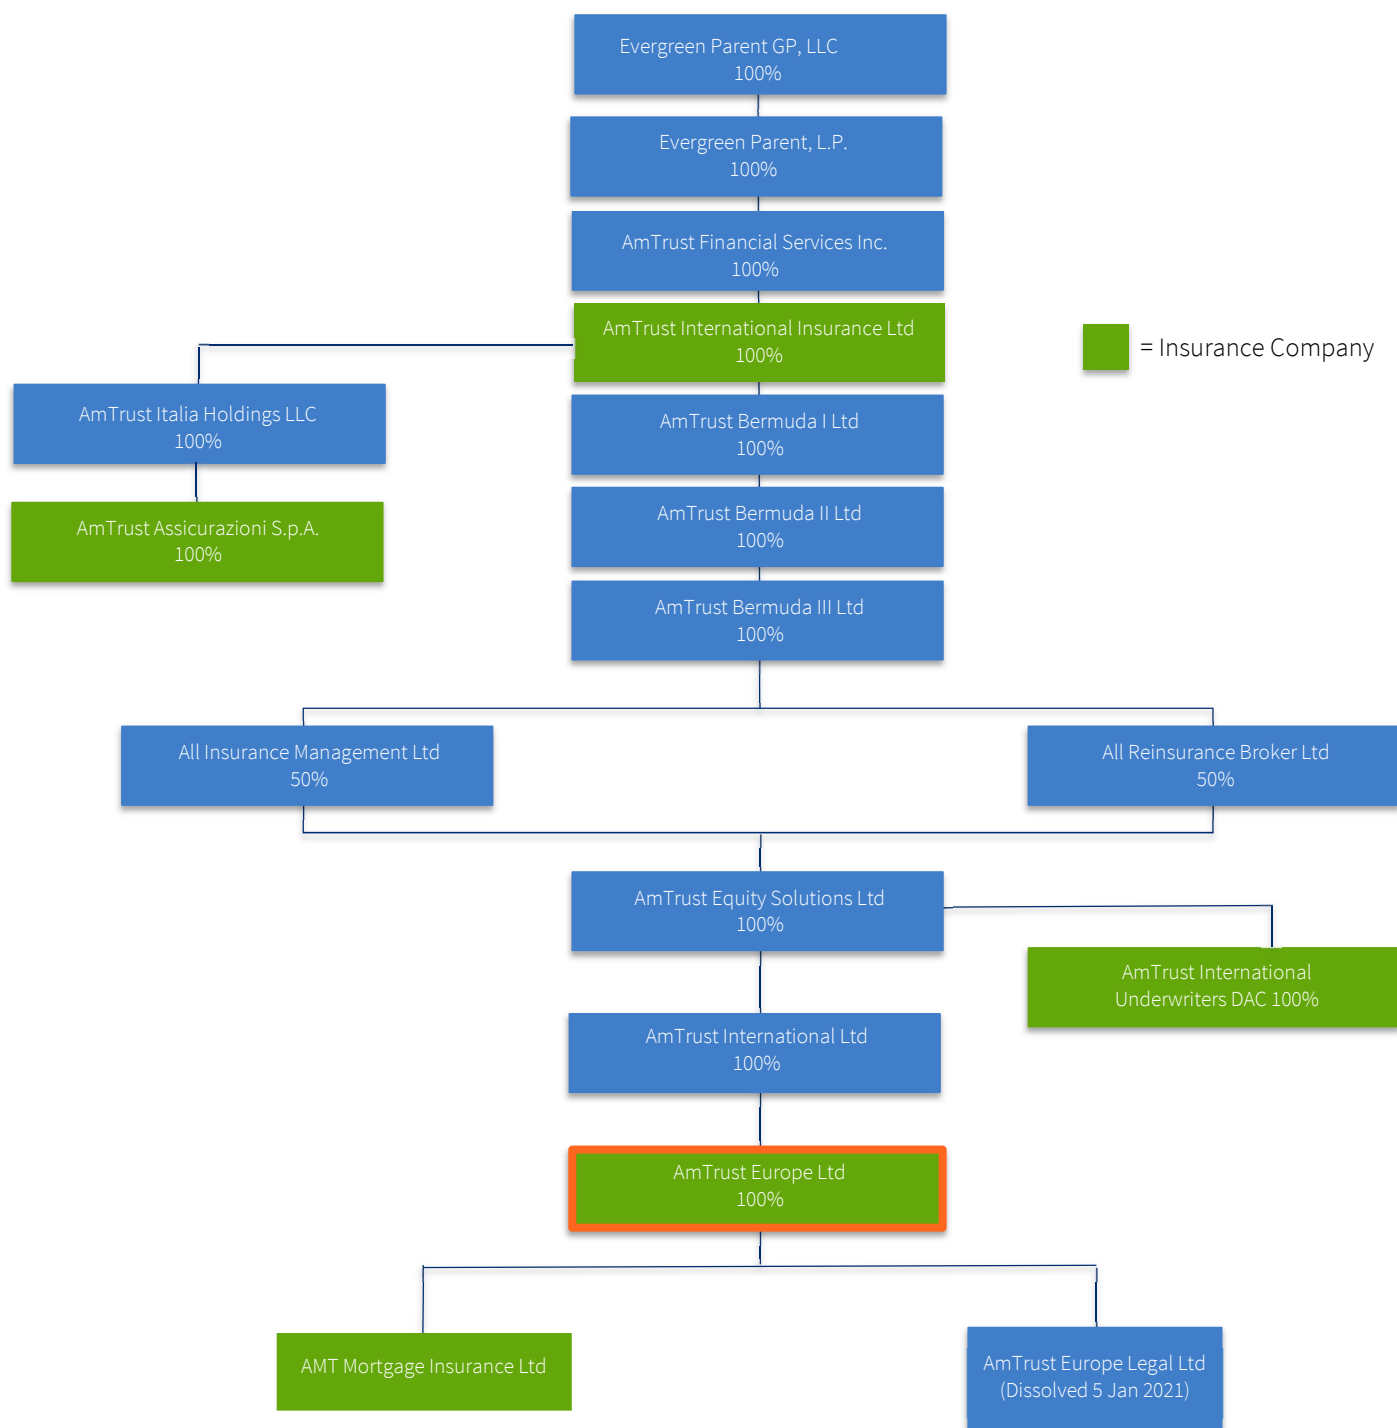 Evergreen Parent GP, LLC
100%
Evergreen Parent, L.P.
100%
AmTrust Financial Services Inc.
100%
AmTrust International Insurance Ltd
100%
= Insurance Company
AmTrust Italia Holdings LLC
100%
AmTrust Bermuda I Ltd
100%
AmTrust Assicurazioni S.p.A.
100%
AmTrust Bermuda II Ltd
100%
AmTrust Bermuda III Ltd
100%
All Insurance Management Ltd
50%
All Reinsurance Broker Ltd
50%
AmTrust Equity Solutions Ltd
100%
AmTrust International
Underwriters DAC 100%
AmTrust International Ltd
100%
AmTrust Europe Ltd
100%
AMT Mortgage Insurance Ltd
AmTrust Europe Legal Ltd
(Dissolved 5 Jan 2021)